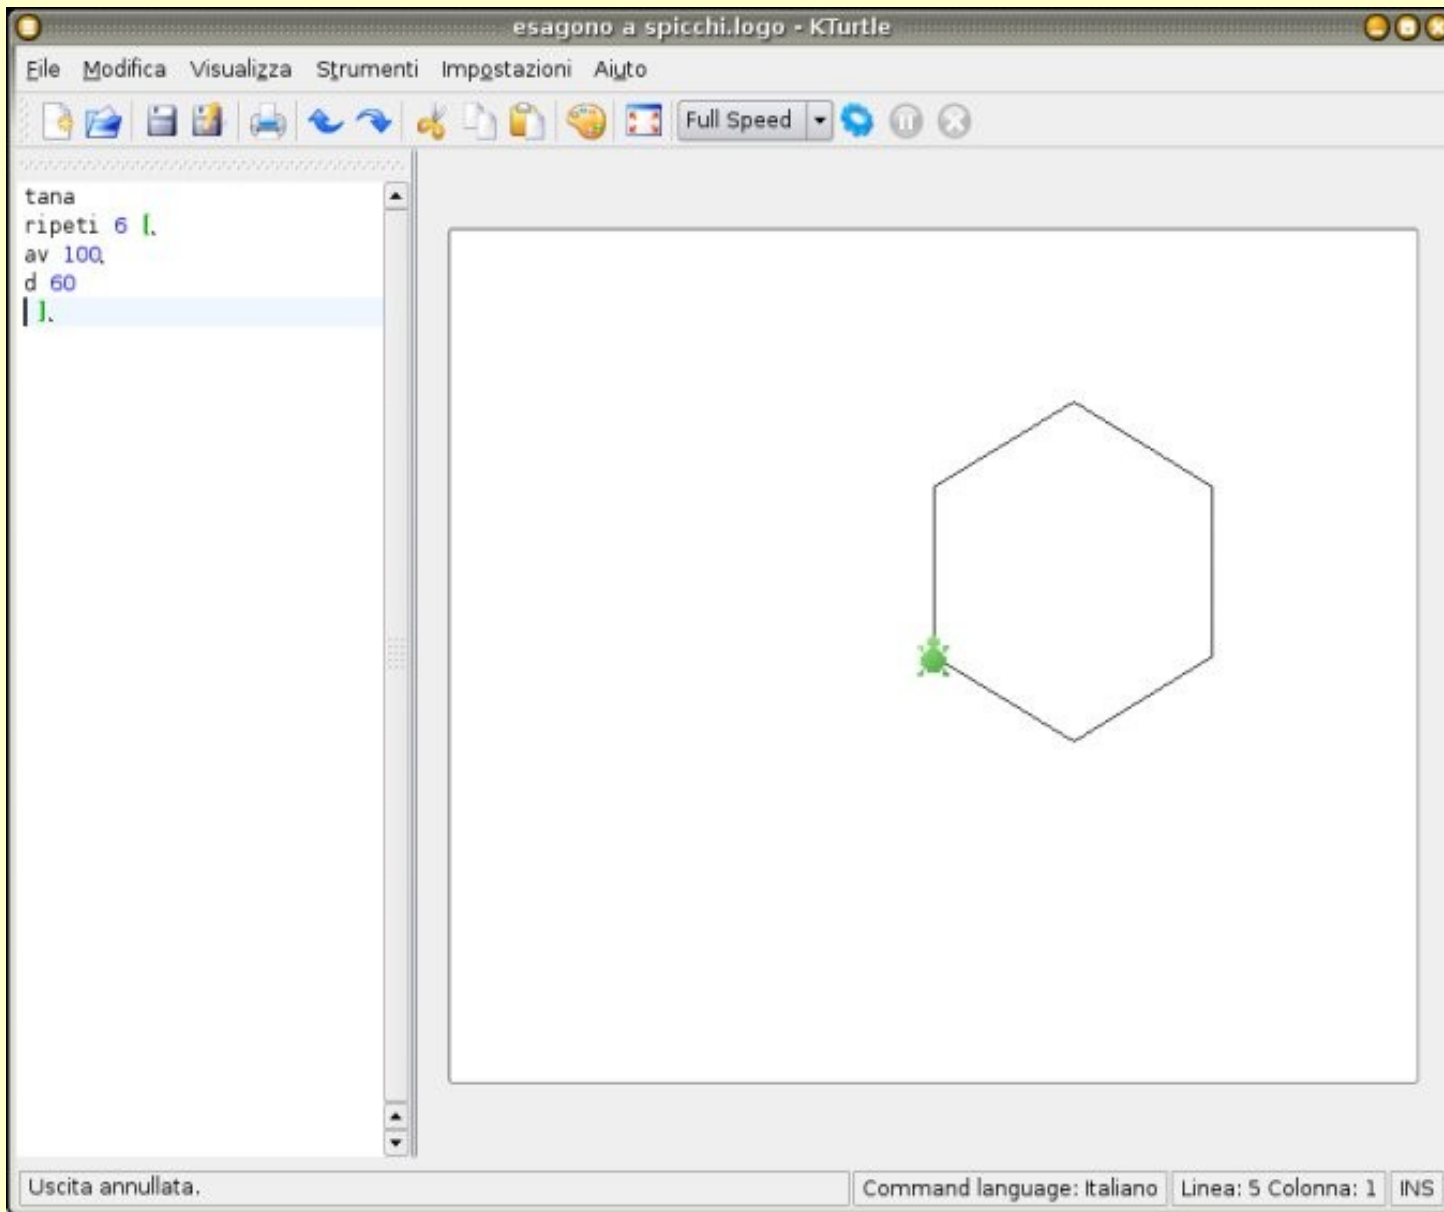 esagono a spicchi.logo - KTurtle
File Modifica Visualizza Strumenti Impostazioni Aiuto
Full Speed
tana
ripeti 6 [
av 100
d 60
]
Uscita annullata.
Command language: Italiano
Linea: 5 Colonna: 1
INS